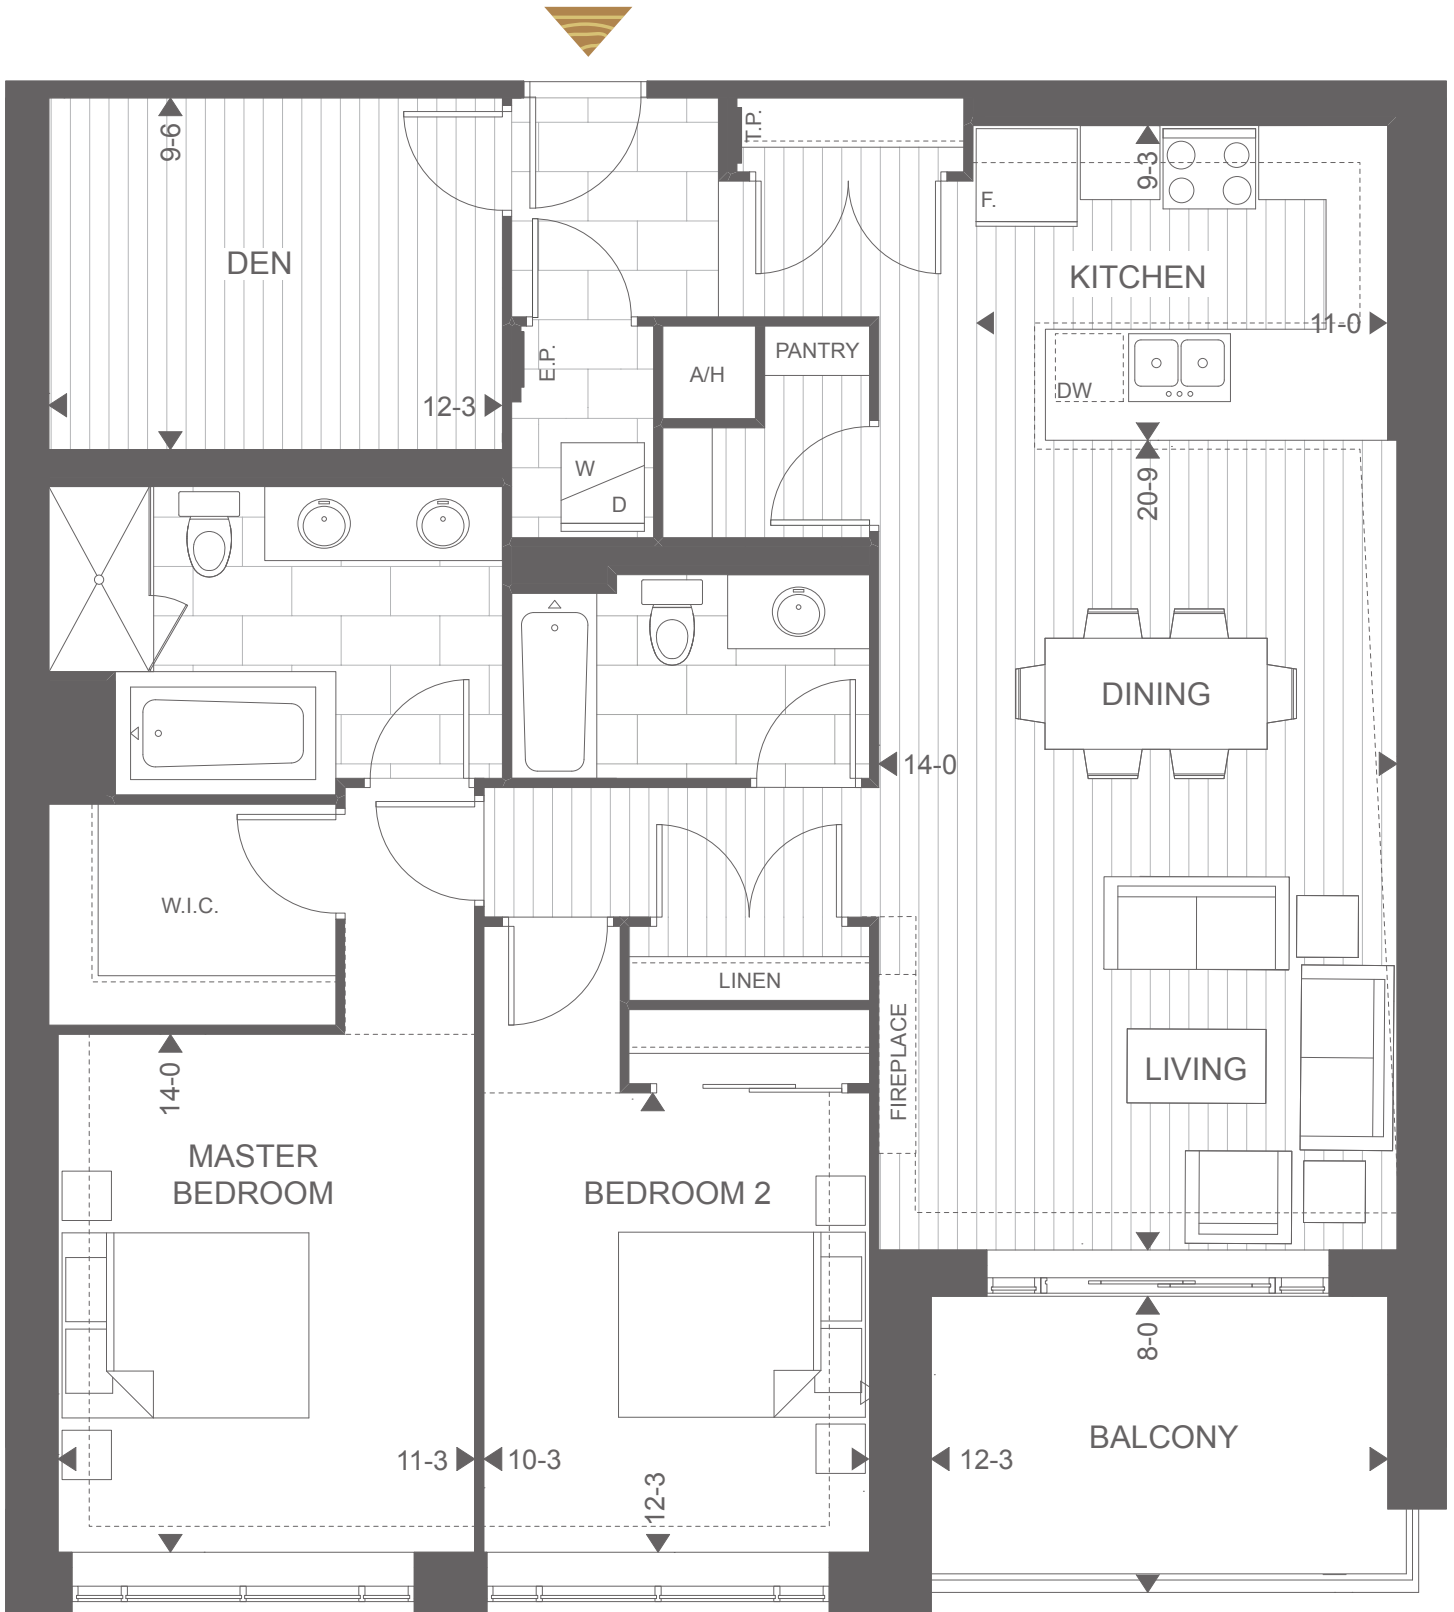 9-6
T.P.
9-3
F.
DEN
KITCHEN
11-0
E.P.
A/H
PANTRY
DW
12-3
W
D
20-9
DINING
14-0
W.I.C.
LINEN
FIREPLACE
LIVING
14-0
MASTER
BEDROOM
BEDROOM 2
8-0
BALCONY
11-3
10-3
12-3
12-3